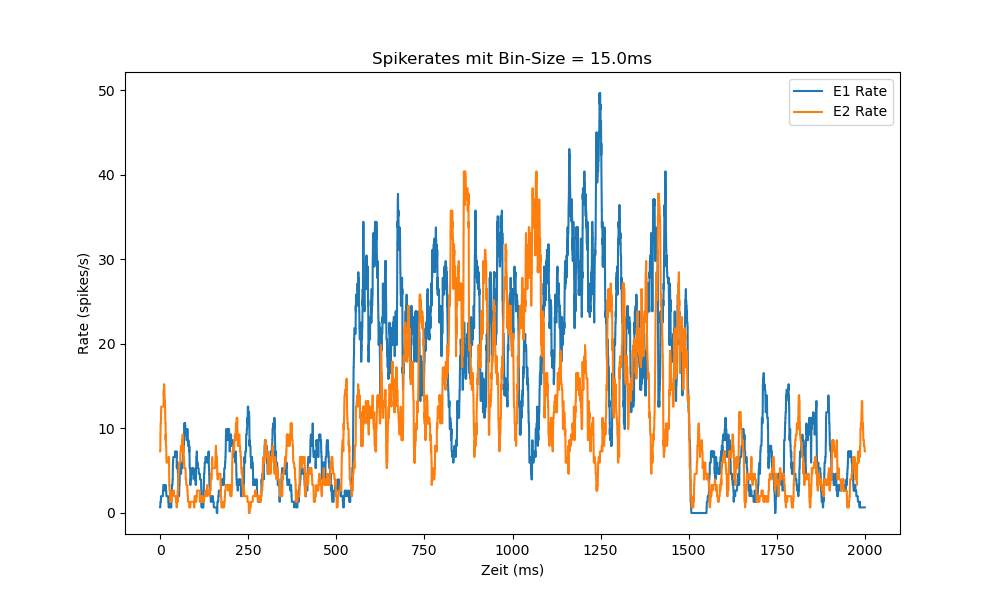 Spikerates mit Bin-Size = 15.0ms
E1 Rate
E2 Rate
50
40
30
20
10
0
Rate (spikes/s)
0 250 500 750 1000 1250 1500 1750 2000
Zeit (ms)